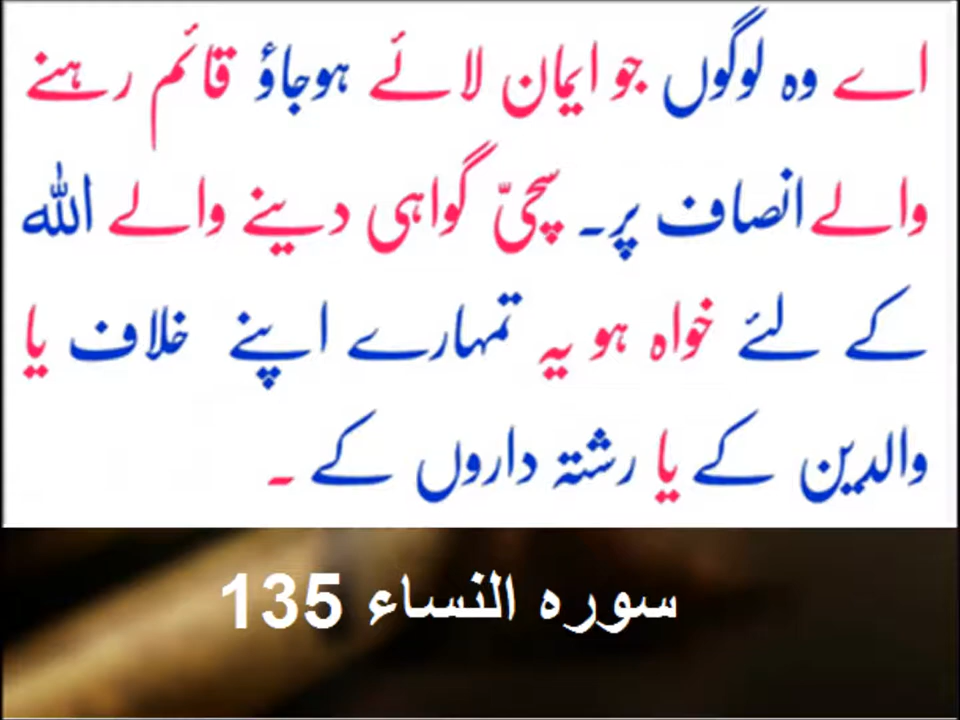 اے وہ لوگوں جو ایمان لائے ہوجاؤ قائم رہنے
والے انصاف پر۔ سچیّ گواہی دینے والے اللہ
کے لئے خواہ ہو یہ تمہارے اپنے خلاف یا
والدین کے یا رشتہ داروں کے ۔
سورہ النساء 135